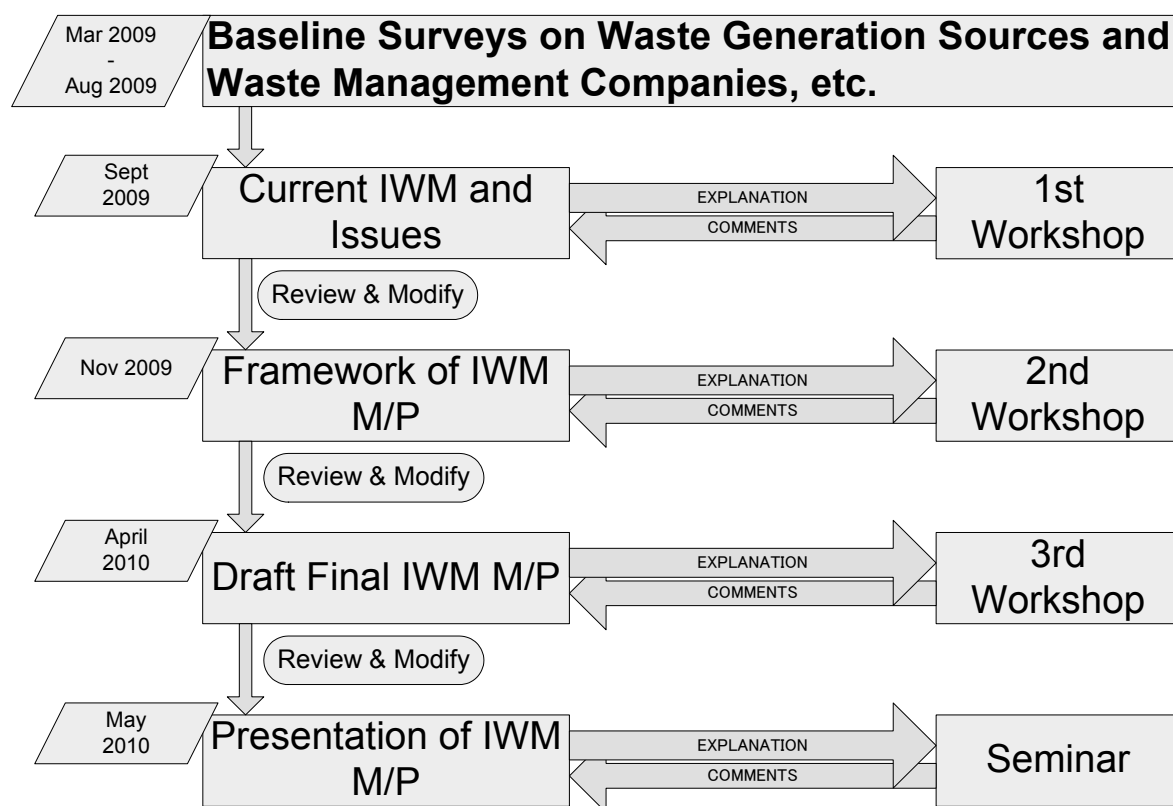 Mar 2009
-
Aug 2009
Baseline Surveys on Waste Generation Sources and
Waste Management Companies, etc.
Sept
2009
Current IWM and
Issues
EXPLANATION
COMMENTS
1st
Workshop
Review & Modify
Nov 2009
Framework of IWM
M/P
EXPLANATION
COMMENTS
2nd
Workshop
Review & Modify
April
2010
Draft Final IWM M/P
EXPLANATION
COMMENTS
3rd
Workshop
Review & Modify
May
2010
Presentation of IWM
M/P
EXPLANATION
COMMENTS
Seminar